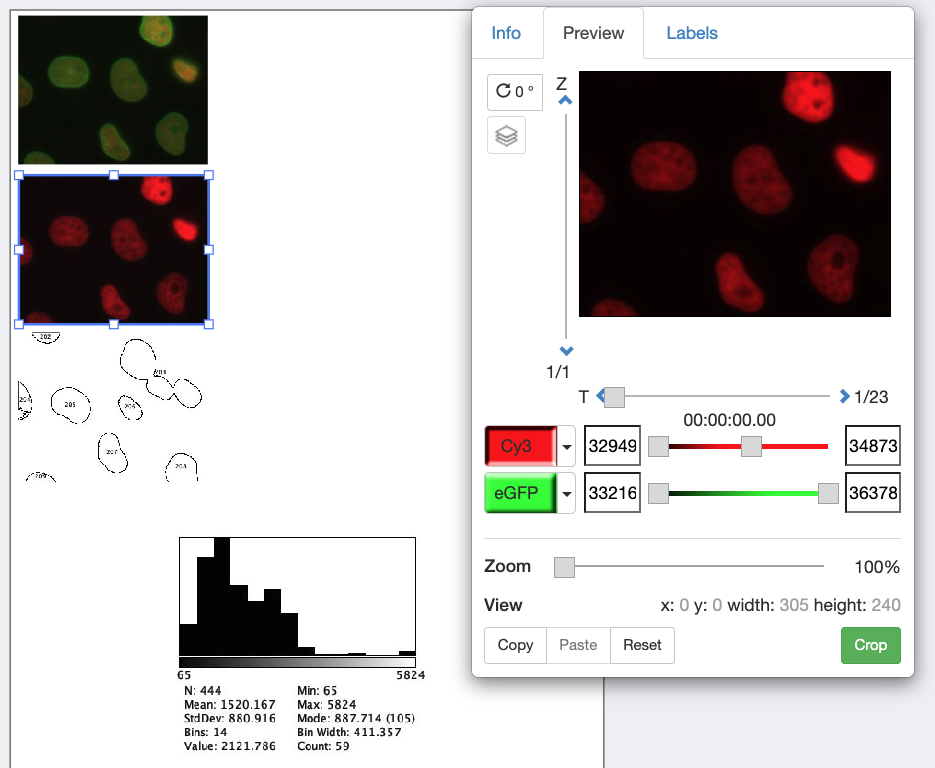 Info Preview Labels
0 °
Z
1/1
T 1/23
00:00:00.00
Cy3 32949 34873
eGFP 33216 36378
Zoom 100%
View x: 0 y: 0 width: 305 height: 240
Copy Paste Reset Crop
202
203
204
205
206
207
208
209
65 5824
N: 444 Min: 65
Mean: 1520.167 Max: 5824
StdDev: 880.916 Mode: 887.714 (105)
Bins: 14 Bin Width: 411.357
Value: 2121.786 Count: 59